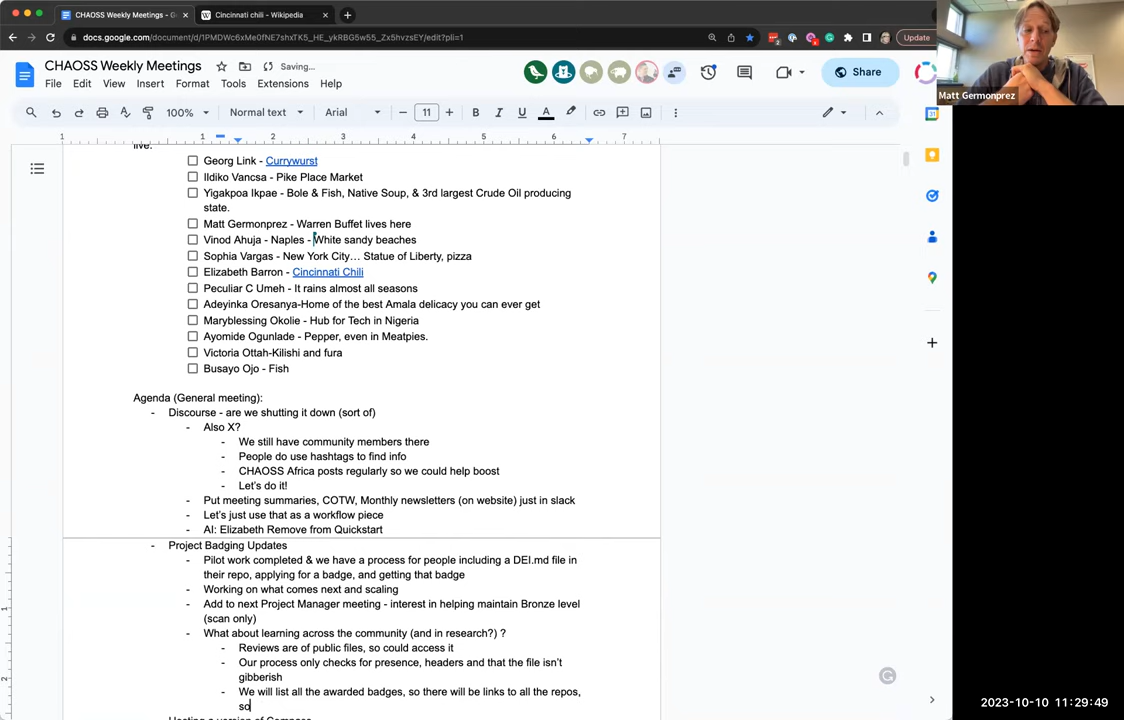 CHAOSS Weekly Meetings - G
Cincinnati chili - Wikipedia
docs.google.com/document/d/1PMDWc6xMe0fNE7shxTK5_HE_ykRBG5w55_Zx5hvzsEY/edit?pli=1
Update
CHAOSS Weekly Meetings
Saving...
File Edit View Insert Format Tools Extensions Help
Share
Matt Germonprez
100% Normal text Arial 11 B I U A
1 1 2 3 4 5 6 7
live.
Georg Link - Currywurst
Ildiko Vancsa - Pike Place Market
Yigakpoa Ikpae - Bole & Fish, Native Soup, & 3rd largest Crude Oil producing
state.
Matt Germonprez - Warren Buffet lives here
Vinod Ahuja - Naples - White sandy beaches
Sophia Vargas - New York City… Statue of Liberty, pizza
Elizabeth Barron - Cincinnati Chili
Peculiar C Umeh - It rains almost all seasons
Adeyinka Oresanya-Home of the best Amala delicacy you can ever get
Maryblessing Okolie - Hub for Tech in Nigeria
Ayomide Ogunlade - Pepper, even in Meatpies.
Victoria Ottah-Kilishi and fura
Busayo Ojo - Fish
Agenda (General meeting):
- Discourse - are we shutting it down (sort of)
- Also X?
- We still have community members there
- People do use hashtags to find info
- CHAOSS Africa posts regularly so we could help boost
- Let's do it!
- Put meeting summaries, COTW, Monthly newsletters (on website) just in slack
- Let's just use that as a workflow piece
- AI: Elizabeth Remove from Quickstart
- Project Badging Updates
- Pilot work completed & we have a process for people including a DEI.md file in
their repo, applying for a badge, and getting that badge
- Working on what comes next and scaling
- Add to next Project Manager meeting - interest in helping maintain Bronze level
(scan only)
- What about learning across the community (and in research?) ?
- Reviews are of public files, so could access it
- Our process only checks for presence, headers and that the file isn't
gibberish
- We will list all the awarded badges, so there will be links to all the repos,
so
Hosting a version of Compass
2023-10-10 11:29:49